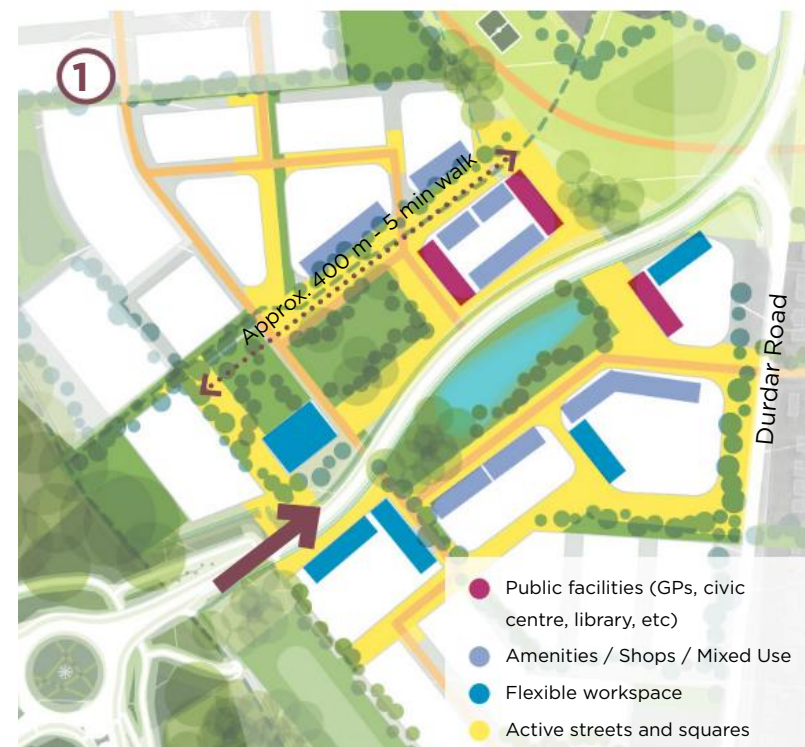 1
Approx. 400 m - 5 min walk
Durdar Road
Public facilities (GPs, civic
centre, library, etc)
Amenities / Shops / Mixed Use
Flexible workspace
Active streets and squares